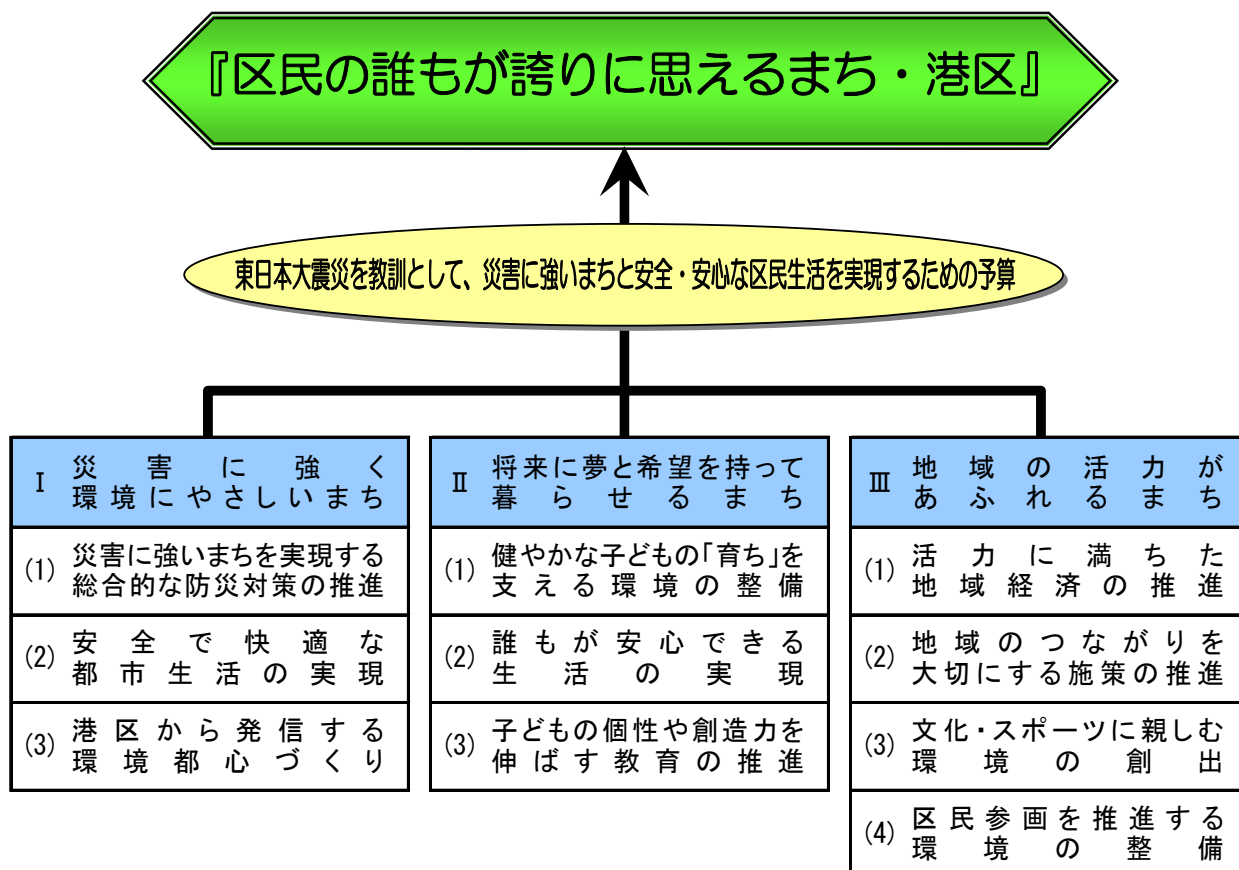 『区民の誰もが誇りに思えるまち・港区』
東日本大震災を教訓として、災害に強いまちと安全・安心な区民生活を実現するための予算
Ⅰ 災害に強く
環境にやさしいまち
(1) 災害に強いまちを実現する
総合的な防災対策の推進
(2) 安全で快適な
都市生活の実現
(3) 港区から発信する
環境都心づくり
Ⅱ 将来に夢と希望を持って
暮らせるまち
(1) 健やかな子どもの「育ち」を
支える環境の整備
(2) 誰もが安心できる
生活の実現
(3) 子どもの個性や創造力を
伸ばす教育の推進
Ⅲ 地域の活力が
あふれるまち
(1) 活力に満ちた
地域経済の推進
(2) 地域のつながりを
大切にする施策の推進
(3) 文化・スポーツに親しむ
環境の創出
(4) 区民参画を推進する
環境の整備